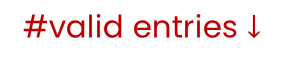 #valid entries ↓